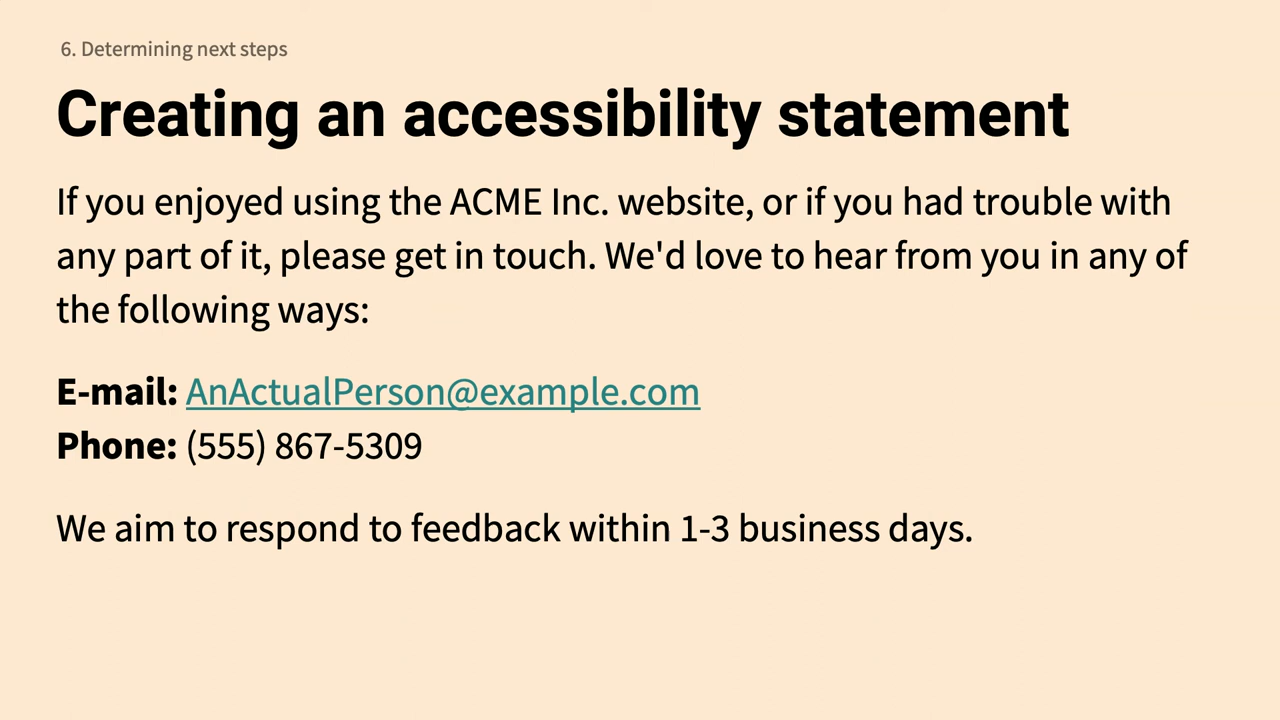 6. Determining next steps
Creating an accessibility statement
If you enjoyed using the ACME Inc. website, or if you had trouble with
any part of it, please get in touch. We'd love to hear from you in any of
the following ways:
E-mail: AnActualPerson@example.com
Phone: (555) 867-5309
We aim to respond to feedback within 1-3 business days.